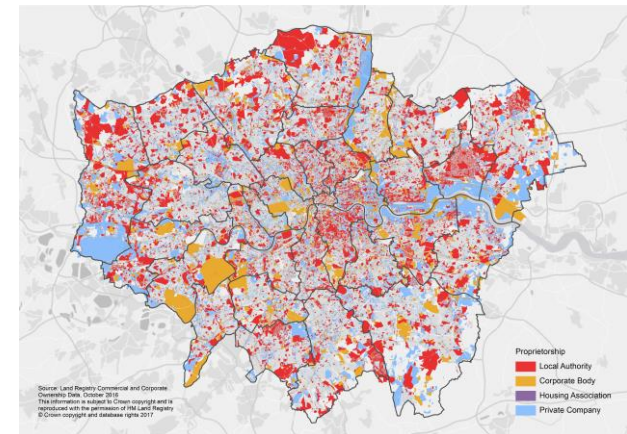 Proprietorship
Local Authority
Corporate Body
Housing Association
Private Company
Source: Land Registry Commercial and Corporate
Ownership Data, October 2016
This information is subject to Crown copyright and is
reproduced with the permission of HM Land Registry
© Crown copyright and database rights 2017